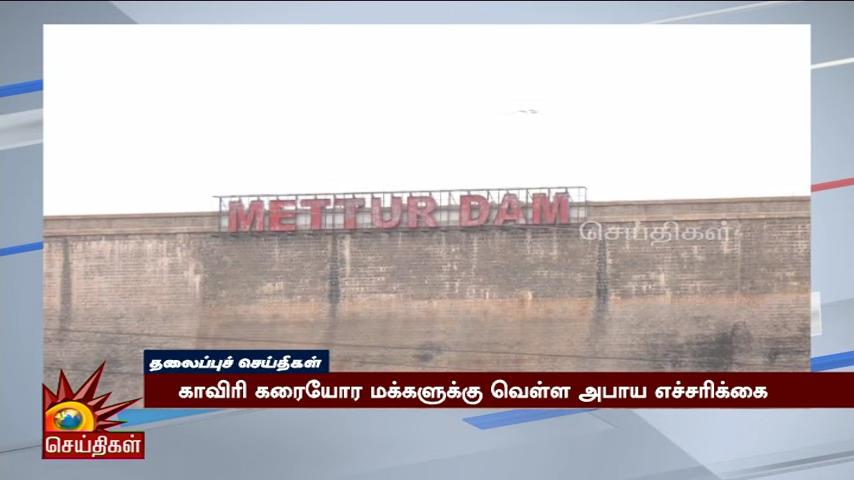 METTUR DAM
செய்திகள்
தலைப்புச் செய்திகள்
காவிரி கரையோர மக்களுக்கு வெள்ள அபாய எச்சரிக்கை
செய்திகள்